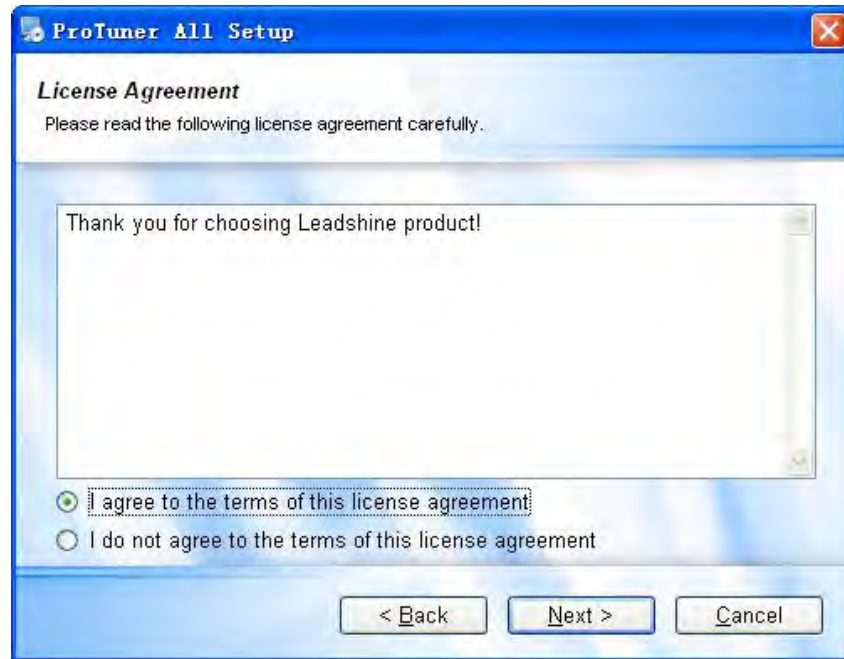 ProTuner All Setup
License Agreement
Please read the following license agreement carefully.
Thank you for choosing Leadshine product!
I agree to the terms of this license agreement
I do not agree to the terms of this license agreement
< Back
Next >
Cancel